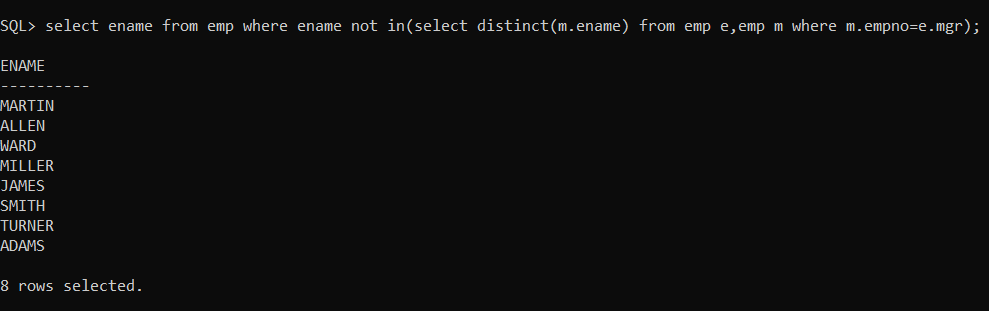 SQL> select ename from emp where ename not in(select distinct(m.ename) from emp e,emp m where m.empno=e.mgr);
ENAME
----------
MARTIN
ALLEN
WARD
MILLER
JAMES
SMITH
TURNER
ADAMS
8 rows selected.